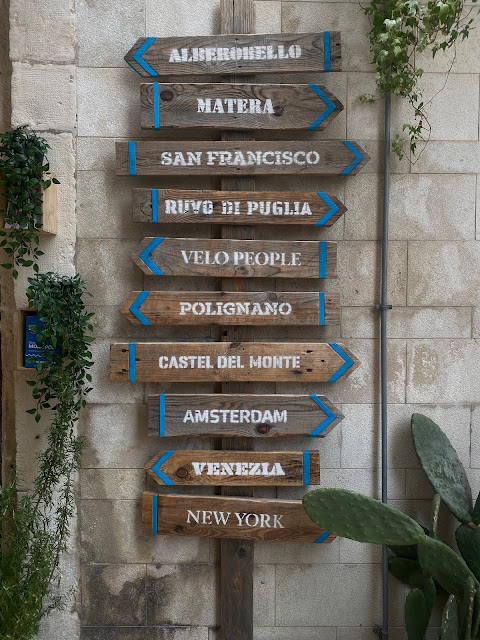 ALBEROBELLO
MATERA
SAN FRANCISCO
RUVO DI PUGLIA
VELO PEOPLE
POLIGNANO
CASTEL DEL MONTE
AMSTERDAM
VENEZIA
NEW YORK